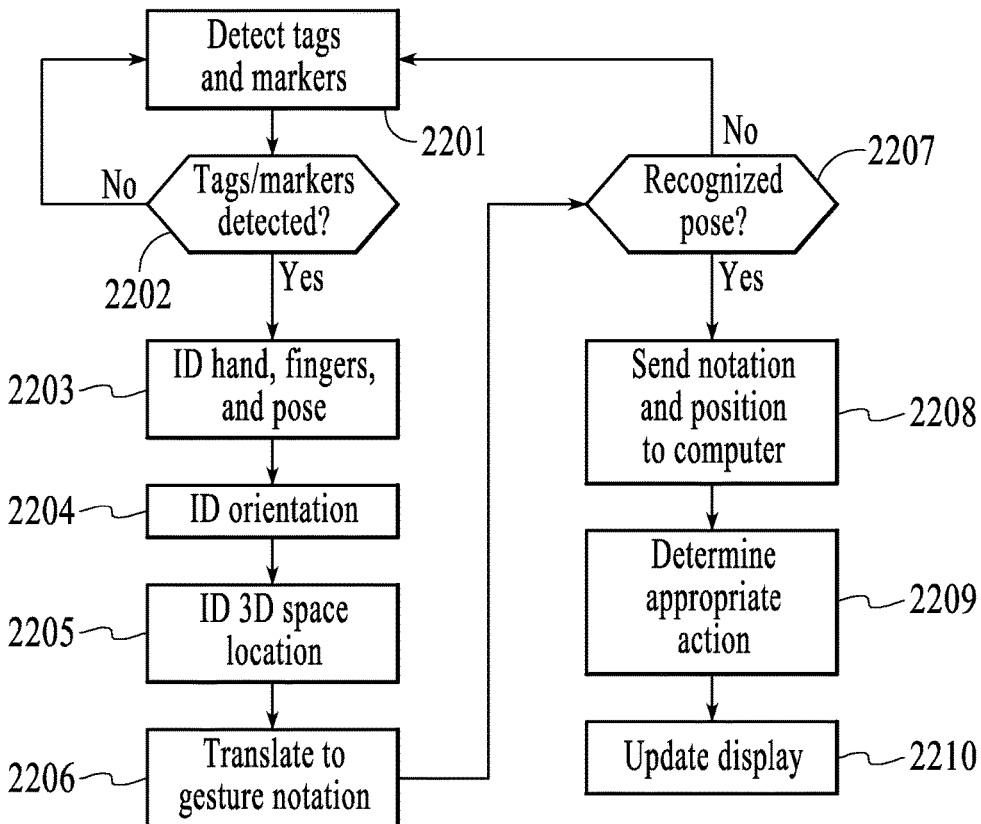 Detect tags
and markers
2201
No
Tags/markers
detected?
2202
Yes
2203
ID hand, fingers,
and pose
2204
ID orientation
2205
ID 3D space
location
2206
Translate to
gesture notation
No
2207
Recognized
pose?
Yes
Send notation
and position
to computer
2208
Determine
appropriate
action
2209
Update display
2210